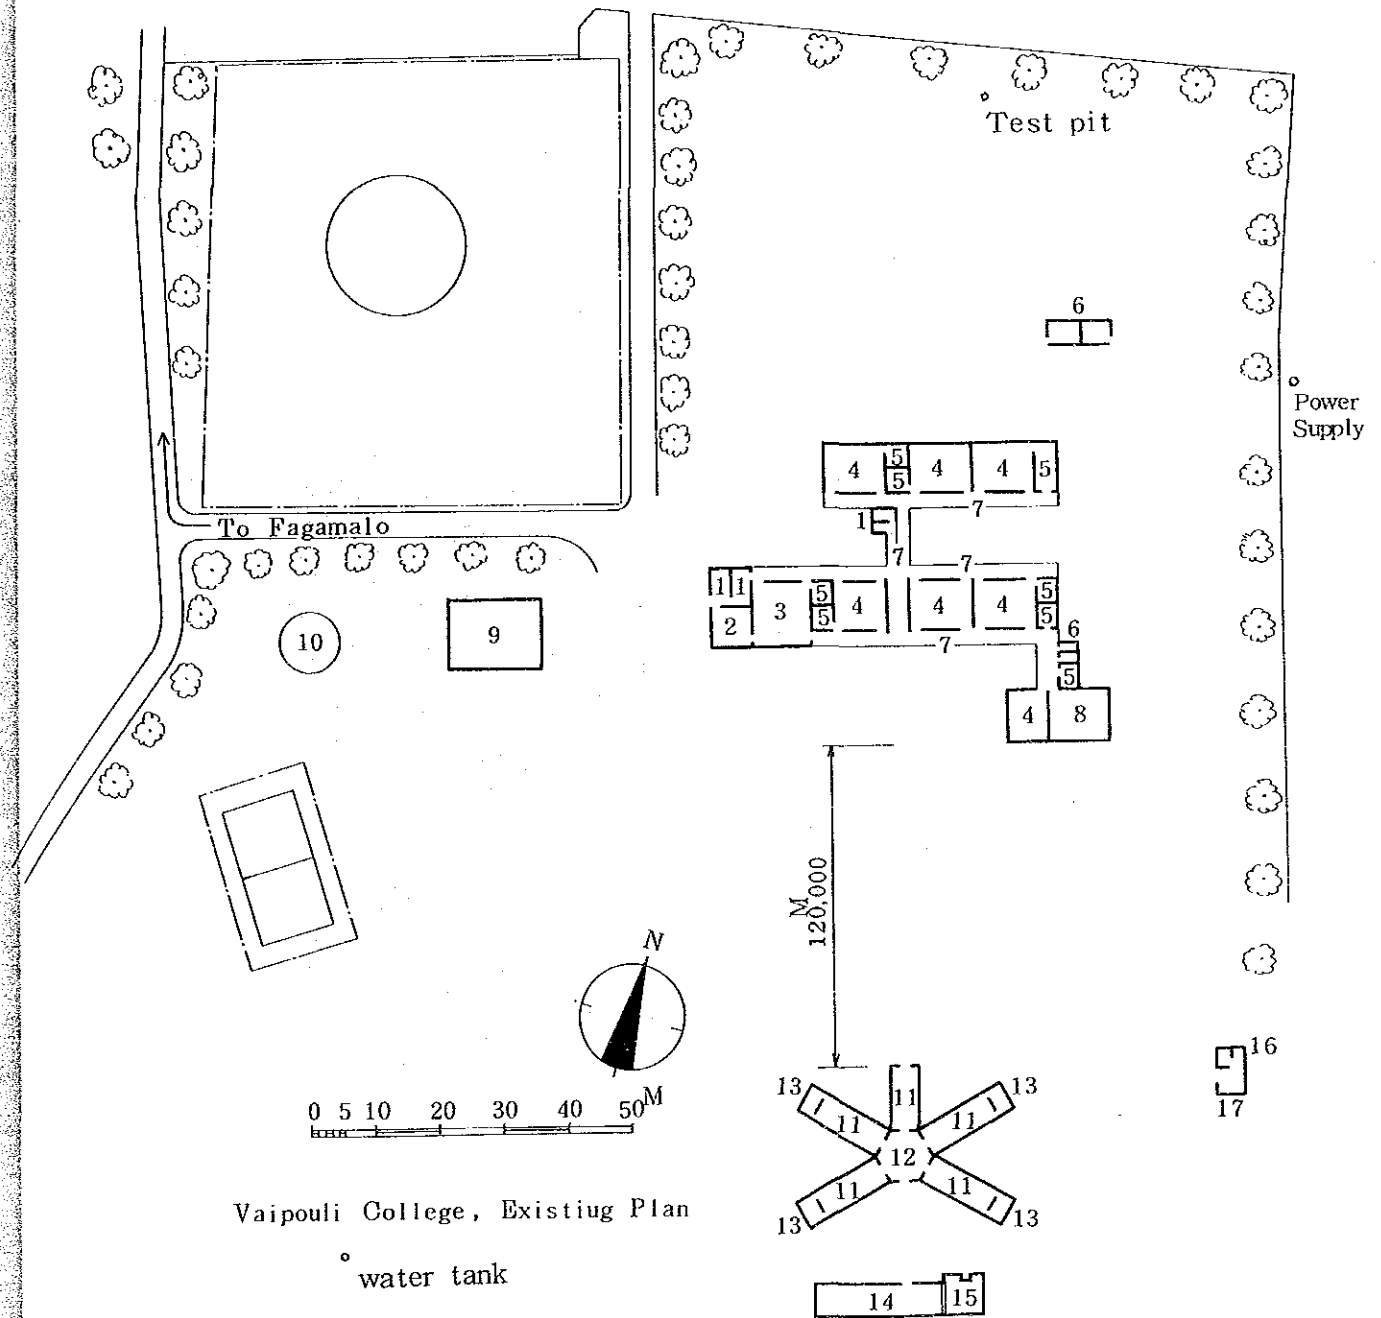 Test pit
6
Power
Supply
4 5 4 4 5
5
7
1
To Fagamalo
7 7
1 1 3 5 4 4 4 5
2 5 5
10 9
6
7
5
4 8
M
120,000
N
16
17
0 5 10 20 30 40 50M
13 11 13
11 11
12
11 11
13 13
Vaipouli College, Existiug Plan
water tank
14 15